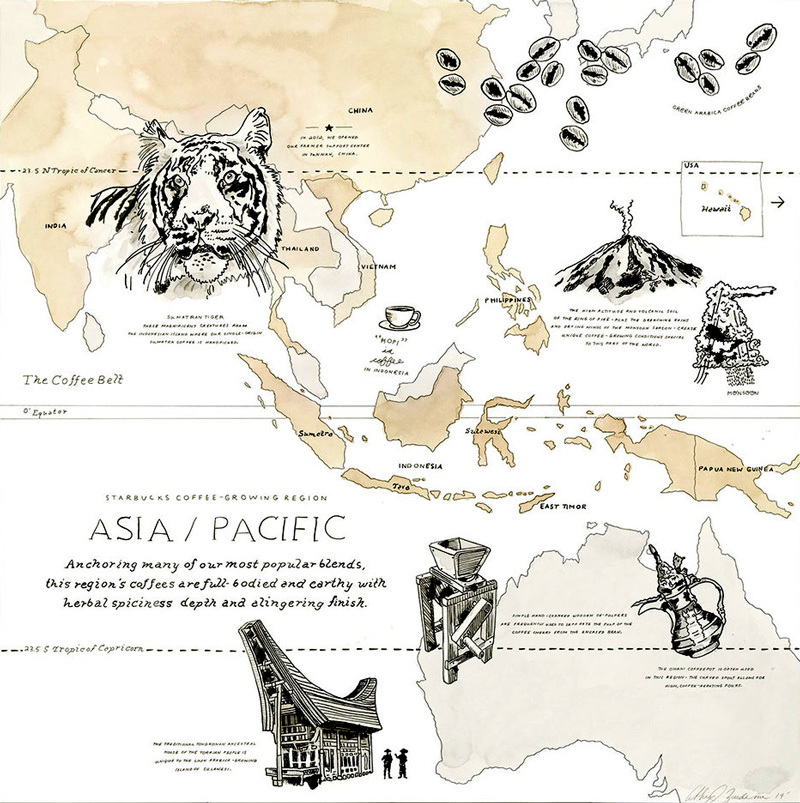 CHINA
IN 2012, WE OPENED
OUR FARMER SUPPORT CENTER
IN YUNNAN, CHINA.
GREEN ARABICA COFFEE BEANS
23.5 N Tropic of Cancer
USA
Hawaii
INDIA
THAILAND
VIETNAM
PHILIPPINES
SUMATRAN TIGER
THESE MAGNIFICENT CREATURES ROAM
THE INDONESIAN ISLAND WHERE OUR SINGLE-ORIGIN
SUMATRA COFFEE IS
"KOPI"
is
coffee
IN INDONESIA
THE HIGH ALTITUDE AND VOLCANIC SOIL
OF THE RING OF FIRE - PLUS THE DRENCHING RAINS
AND DRYING WINDS OF THE MONSOON SEASON - CREATE
UNIQUE COFFEE-GROWING CONDITIONS SPECIAL
TO THIS PART OF THE WORLD.
MONSOON
The Coffee Belt
0° Equator
Sumatra
Sulawesi
INDONESIA
Java
PAPUA NEW GUINEA
EAST TIMOR
STARBUCKS COFFEE-GROWING REGION
ASIA / PACIFIC
Anchoring many of our most popular blends,
this region's coffees are full-bodied and earthy with
herbal spiciness depth and a lingering finish.
SIMPLE HAND-CRANKED WOODEN DE-PULPERS
ARE FREQUENTLY USED TO SEPARATE THE PULP OF THE
COFFEE CHERRY FROM THE ENCASED BEAN.
23.5 S Tropic of Capricorn
THE OMANI COFFEEPOT IS OFTEN USED
IN THIS REGION. THE CURVED SPOUT ALLOWS FOR
HIGH, COFFEE-AERATING POURS.
THE TRADITIONAL TONGKONAN ANCESTRAL
HOUSE OF THE TORAJAN PEOPLE IS
UNIQUE TO THE LUSH ARABICA-GROWING
ISLAND OF SULAWESI.